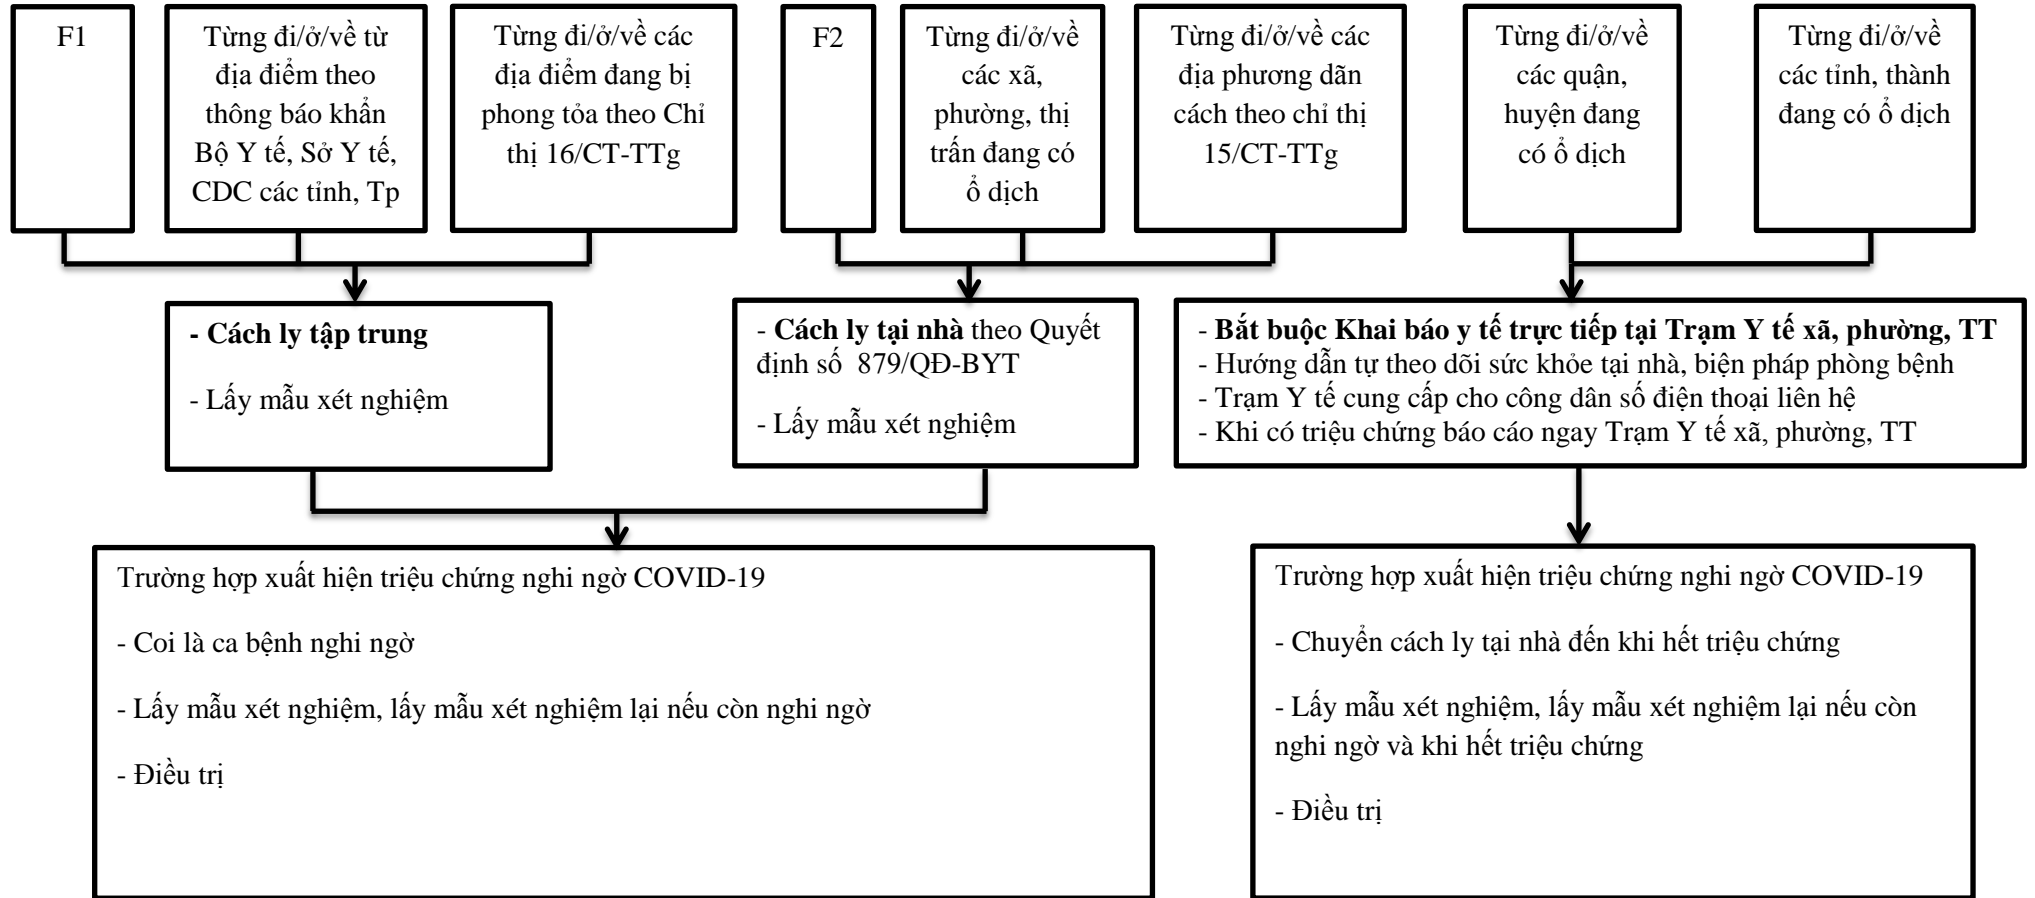 F1
Từng đi/ở/về từ
địa điểm theo
thông báo khẩn
Bộ Y tế, Sở Y tế,
CDC các tỉnh, Tp
Từng đi/ở/về các
địa điểm đang bị
phong tỏa theo Chỉ
thị 16/CT-TTg
F2
Từng đi/ở/về
các xã,
phường, thị
trấn đang có
ổ dịch
Từng đi/ở/về các
địa phương dãn
cách theo chỉ thị
15/CT-TTg
Từng đi/ở/về
các quận,
huyện đang
có ổ dịch
Từng đi/ở/về
các tỉnh, thành
đang có ổ dịch
- Cách ly tập trung
- Lấy mẫu xét nghiệm
- Cách ly tại nhà theo Quyết
định số 879/QĐ-BYT
- Lấy mẫu xét nghiệm
- Bắt buộc Khai báo y tế trực tiếp tại Trạm Y tế xã, phường, TT
- Hướng dẫn tự theo dõi sức khỏe tại nhà, biện pháp phòng bệnh
- Trạm Y tế cung cấp cho công dân số điện thoại liên hệ
- Khi có triệu chứng báo cáo ngay Trạm Y tế xã, phường, TT
Trường hợp xuất hiện triệu chứng nghi ngờ COVID-19
- Coi là ca bệnh nghi ngờ
- Lấy mẫu xét nghiệm, lấy mẫu xét nghiệm lại nếu còn nghi ngờ
- Điều trị
Trường hợp xuất hiện triệu chứng nghi ngờ COVID-19
- Chuyển cách ly tại nhà đến khi hết triệu chứng
- Lấy mẫu xét nghiệm, lấy mẫu xét nghiệm lại nếu còn
nghi ngờ và khi hết triệu chứng
- Điều trị